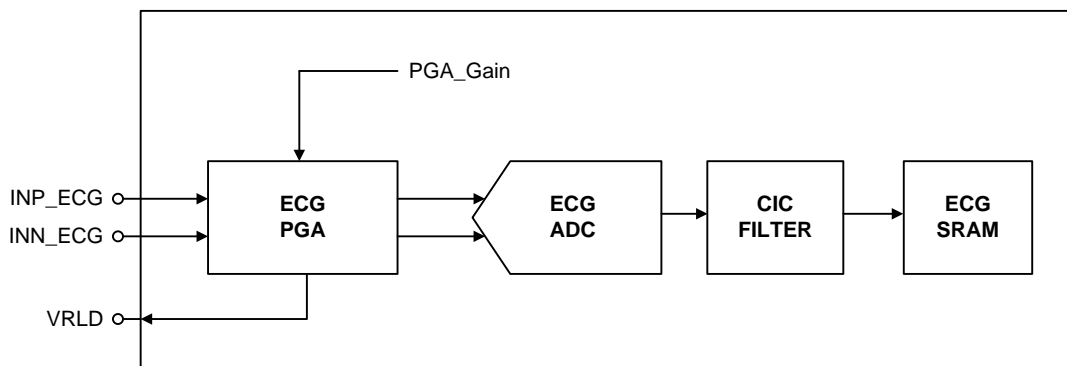 PGA_Gain
INP_ECG
INN_ECG
VRLD
ECG
PGA
ECG
ADC
CIC
FILTER
ECG
SRAM